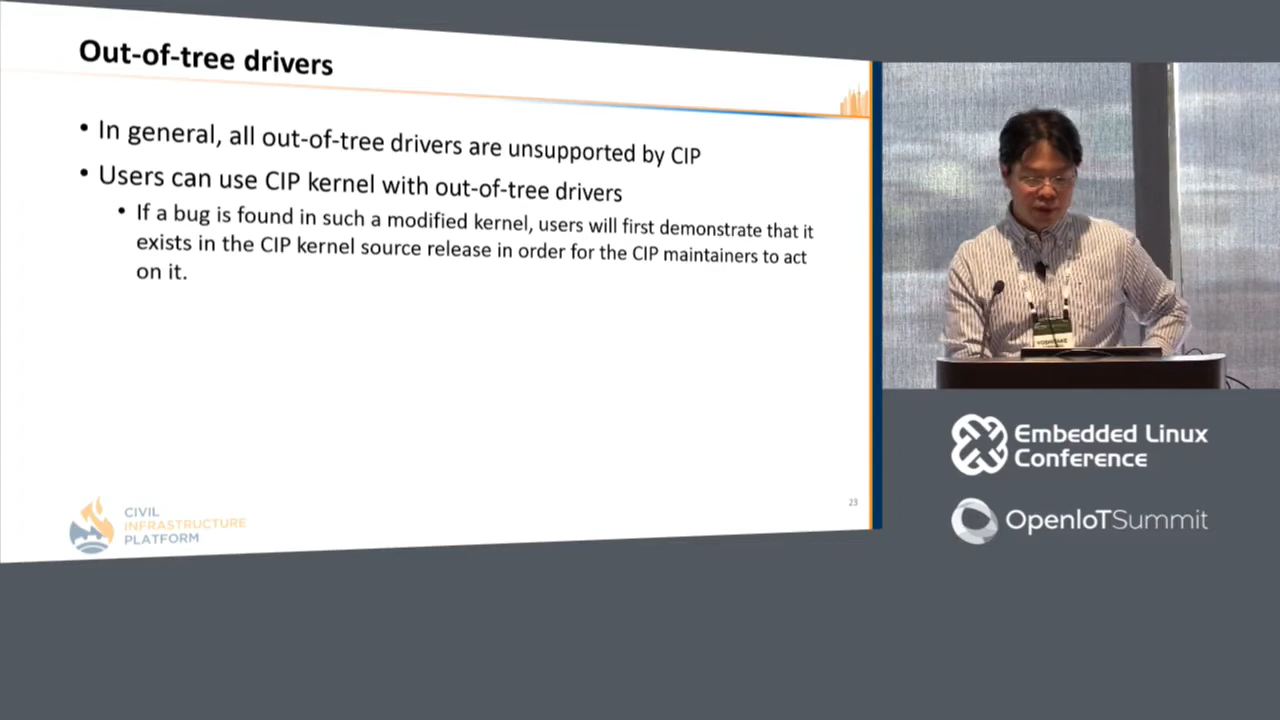 Out-of-tree drivers
• In general, all out-of-tree drivers are unsupported by CIP
• Users can use CIP kernel with out-of-tree drivers
• If a bug is found in such a modified kernel, users will first demonstrate that it
exists in the CIP kernel source release in order for the CIP maintainers to act
on it.
23
CIVIL
INFRASTRUCTURE
PLATFORM
Embedded Linux
Conference
OpenIoTSummit